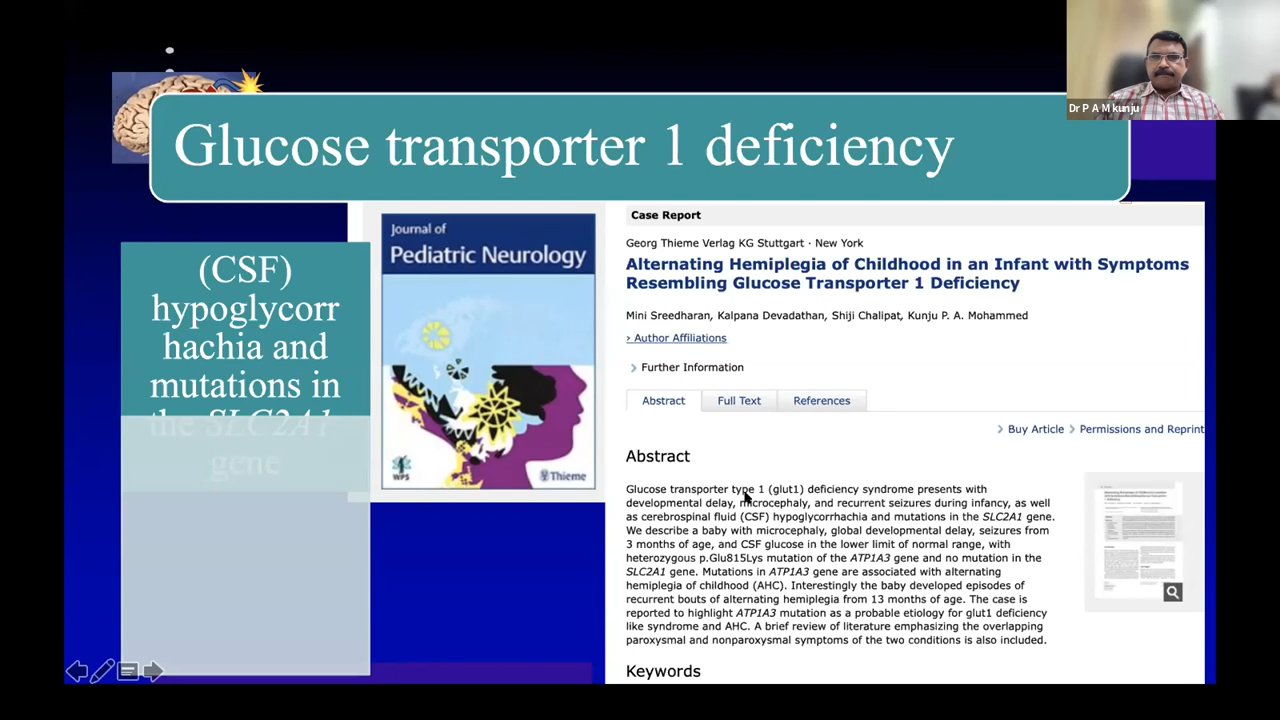 Dr P A M kunju
Glucose transporter 1 deficiency
(CSF)
hypoglycorr
hachia and
mutations in
the SLC2A1
gene
Journal of
Pediatric Neurology
WPS
Thieme
Case Report
Georg Thieme Verlag KG Stuttgart · New York
Alternating Hemiplegia of Childhood in an Infant with Symptoms
Resembling Glucose Transporter 1 Deficiency
Mini Sreedharan, Kalpana Devadathan, Shiji Chalipat, Kunju P. A. Mohammed
› Author Affiliations
Further Information
Abstract Full Text References
Buy Article Permissions and Reprint
Abstract
Glucose transporter type 1 (glut1) deficiency syndrome presents with
developmental delay, microcephaly, and recurrent seizures during infancy, as well
as cerebrospinal fluid (CSF) hypoglycorrhachia and mutations in the SLC2A1 gene.
We describe a baby with microcephaly, global developmental delay, seizures from
3 months of age, and CSF glucose in the lower limit of normal range, with
heterozygous p.Glu815Lys mutation of the ATP1A3 gene and no mutation in the
SLC2A1 gene. Mutations in ATP1A3 gene are associated with alternating
hemiplegia of childhood (AHC). Interestingly the baby developed episodes of
recurrent bouts of alternating hemiplegia from 13 months of age. The case is
reported to highlight ATP1A3 mutation as a probable etiology for glut1 deficiency
like syndrome and AHC. A brief review of literature emphasizing the overlapping
paroxysmal and nonparoxysmal symptoms of the two conditions is also included.
Keywords